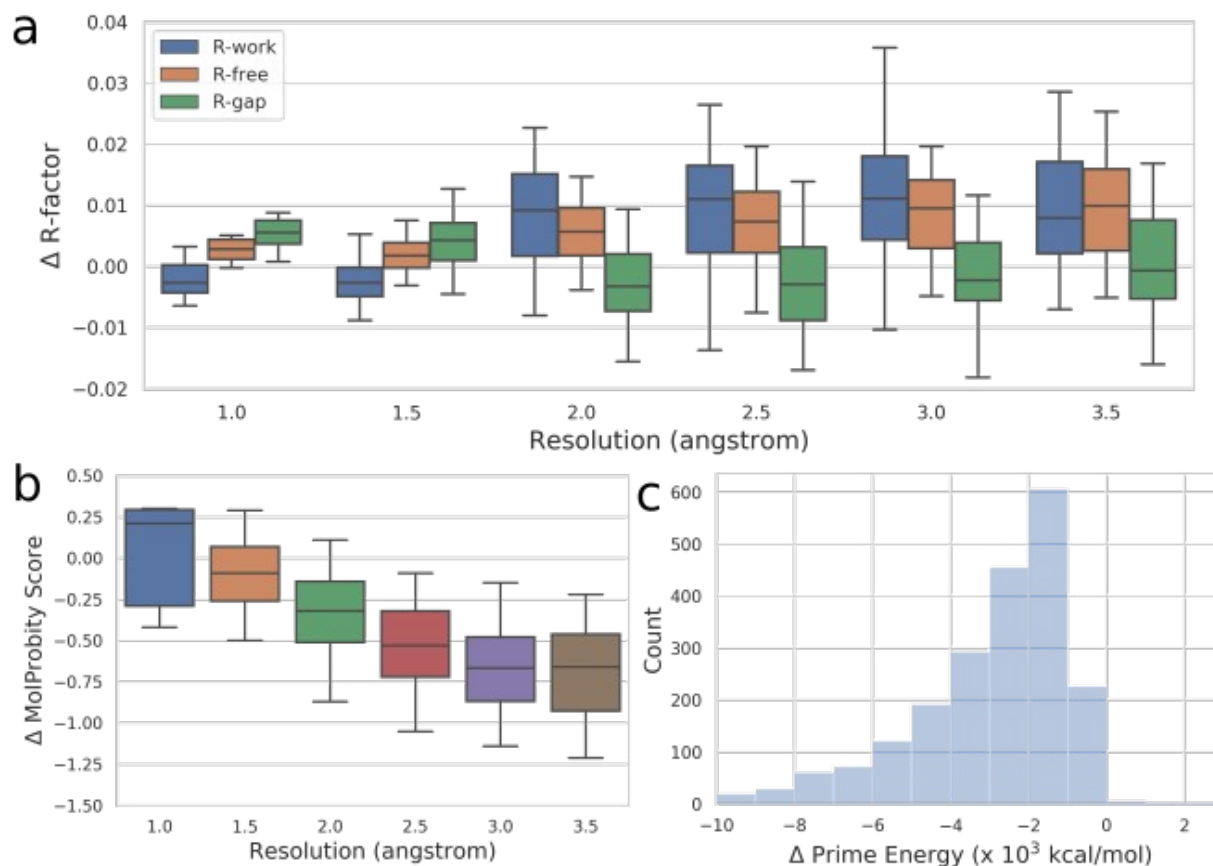 a
0.04
0.03
0.02
0.01
0.00
−0.01
−0.02
Δ R-factor
R-work
R-free
R-gap
1.0 1.5 2.0 2.5 3.0 3.5
Resolution (angstrom)
b
0.50
0.25
0.00
−0.25
−0.50
−0.75
−1.00
−1.25
−1.50
Δ MolProbity Score
1.0 1.5 2.0 2.5 3.0 3.5
Resolution (angstrom)
c
600
500
400
300
200
100
0
Count
−10 −8 −6 −4 −2 0 2
Δ Prime Energy (x 10³ kcal/mol)